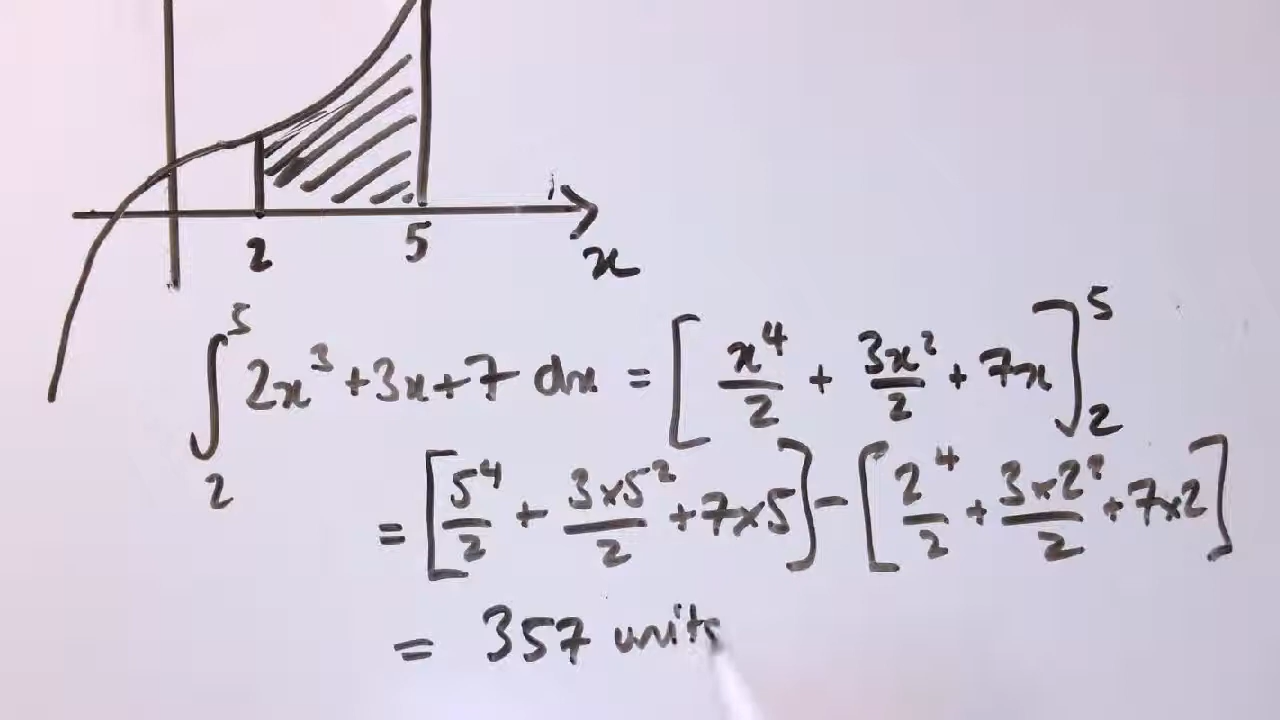 2 5
x
∫₂⁵ 2x³ + 3x + 7 dx = [x⁴/2 + 3x²/2 + 7x]₂⁵
= [5⁴/2 + 3×5²/2 + 7×5] − [2⁴/2 + 3×2²/2 + 7×2]
= 357 units